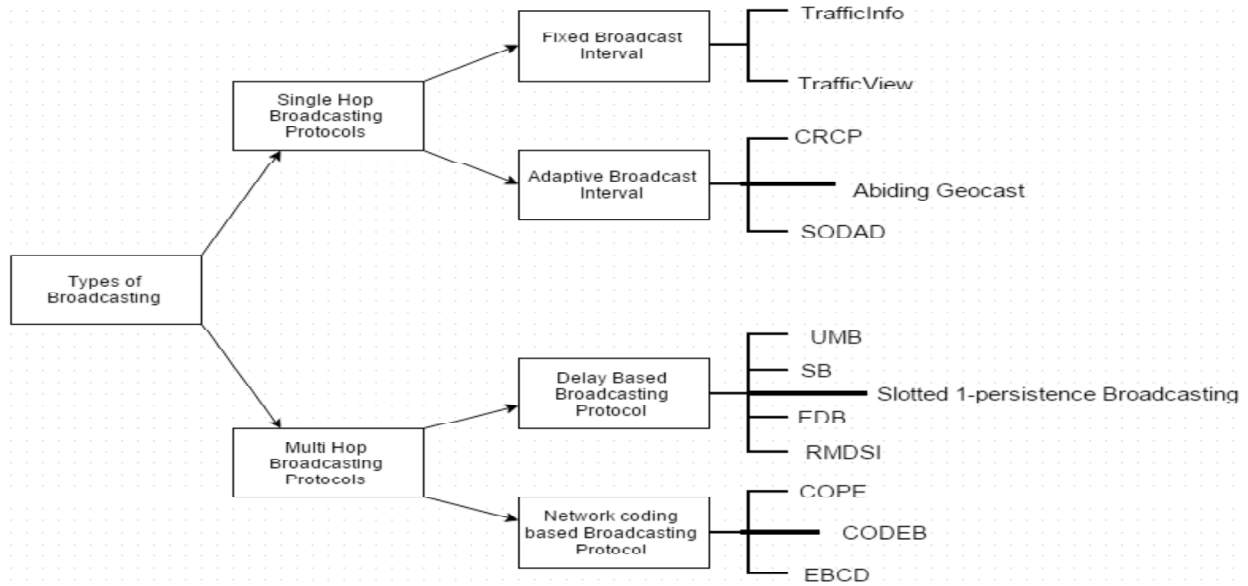 TrafficInfo
Fixed Broadcast
Interval
TrafficView
Single Hop
Broadcasting
Protocols
CRCP
Adaptive Broadcast
Interval
Abiding Geocast
SODAD
Types of
Broadcasting
UMB
Delay Based
Broadcasting
Protocol
SB
Slotted 1-persistence Broadcasting
EDB
RMDSI
Multi Hop
Broadcasting
Protocols
COPE
Network coding
based Broadcasting
Protocol
CODEB
EBCD